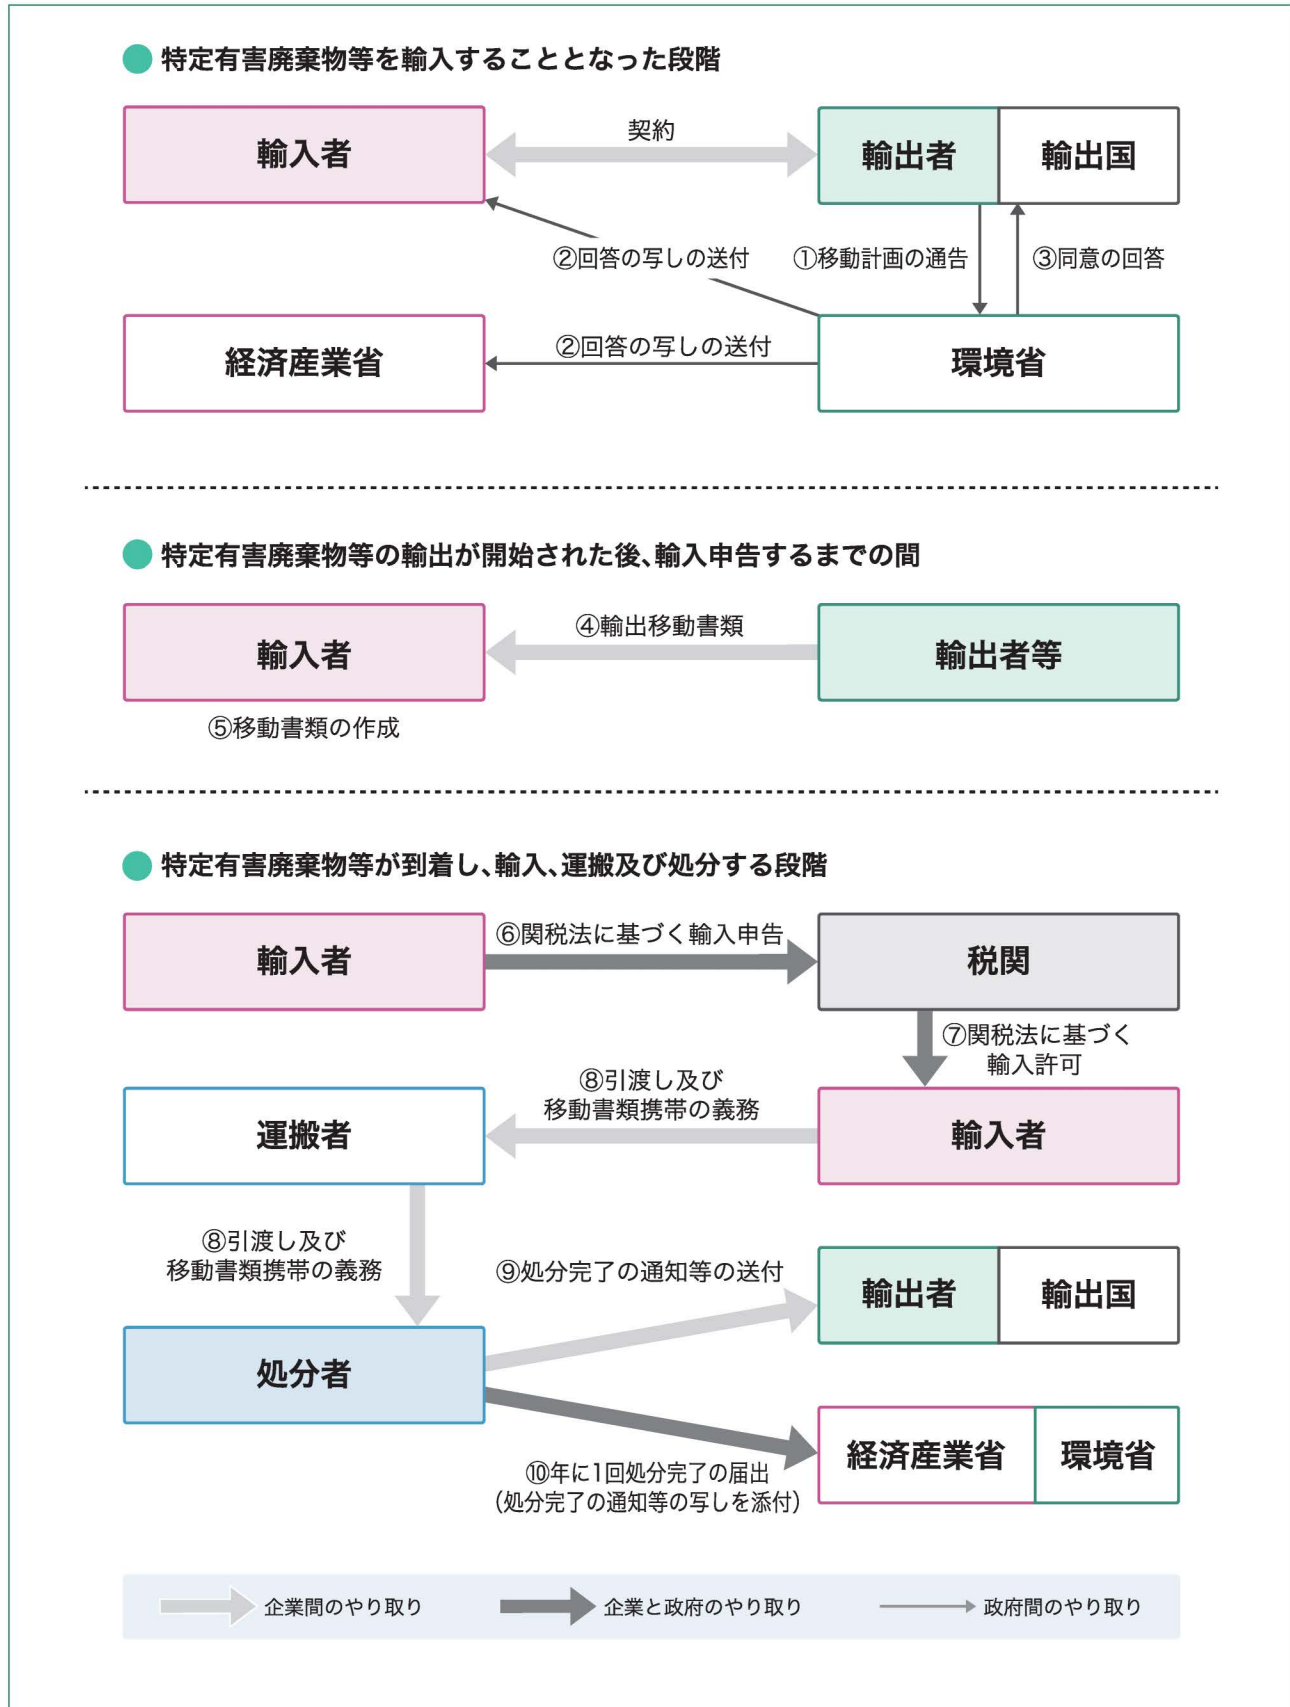 特定有害廃棄物等を輸入することとなった段階
輸入者
契約
輸出者
輸出国
②回答の写しの送付
①移動計画の通告
③同意の回答
経済産業省
②回答の写しの送付
環境省
特定有害廃棄物等の輸出が開始された後、輸入申告するまでの間
輸入者
④輸出移動書類
輸出者等
⑤移動書類の作成
特定有害廃棄物等が到着し、輸入、運搬及び処分する段階
輸入者
⑥関税法に基づく輸入申告
税関
⑦関税法に基づく
輸入許可
運搬者
⑧引渡し及び
移動書類携帯の義務
輸入者
⑧引渡し及び
移動書類携帯の義務
⑨処分完了の通知等の送付
輸出者
輸出国
処分者
経済産業省
環境省
⑩年に1回処分完了の届出
（処分完了の通知等の写しを添付）
企業間のやり取り
企業と政府のやり取り
政府間のやり取り